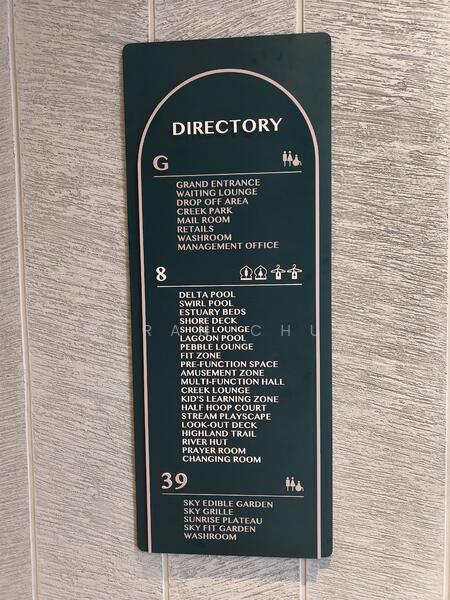 DIRECTORY
G
GRAND ENTRANCE
WAITING LOUNGE
DROP OFF AREA
CREEK PARK
MAIL ROOM
RETAILS
WASHROOM
MANAGEMENT OFFICE
8
DELTA POOL
SWIRL POOL
ESTUARY BEDS
SHORE DECK
SHORE LOUNGE
LAGOON POOL
PEBBLE LOUNGE
FIT ZONE
PRE-FUNCTION SPACE
AMUSEMENT ZONE
MULTI-FUNCTION HALL
CREEK LOUNGE
KID'S LEARNING ZONE
HALF HOOP COURT
STREAM PLAYSCAPE
LOOK-OUT DECK
HIGHLAND TRAIL
RIVER HUT
PRAYER ROOM
CHANGING ROOM
39
SKY EDIBLE GARDEN
SKY GRILLE
SUNRISE PLATEAU
SKY FIT GARDEN
WASHROOM